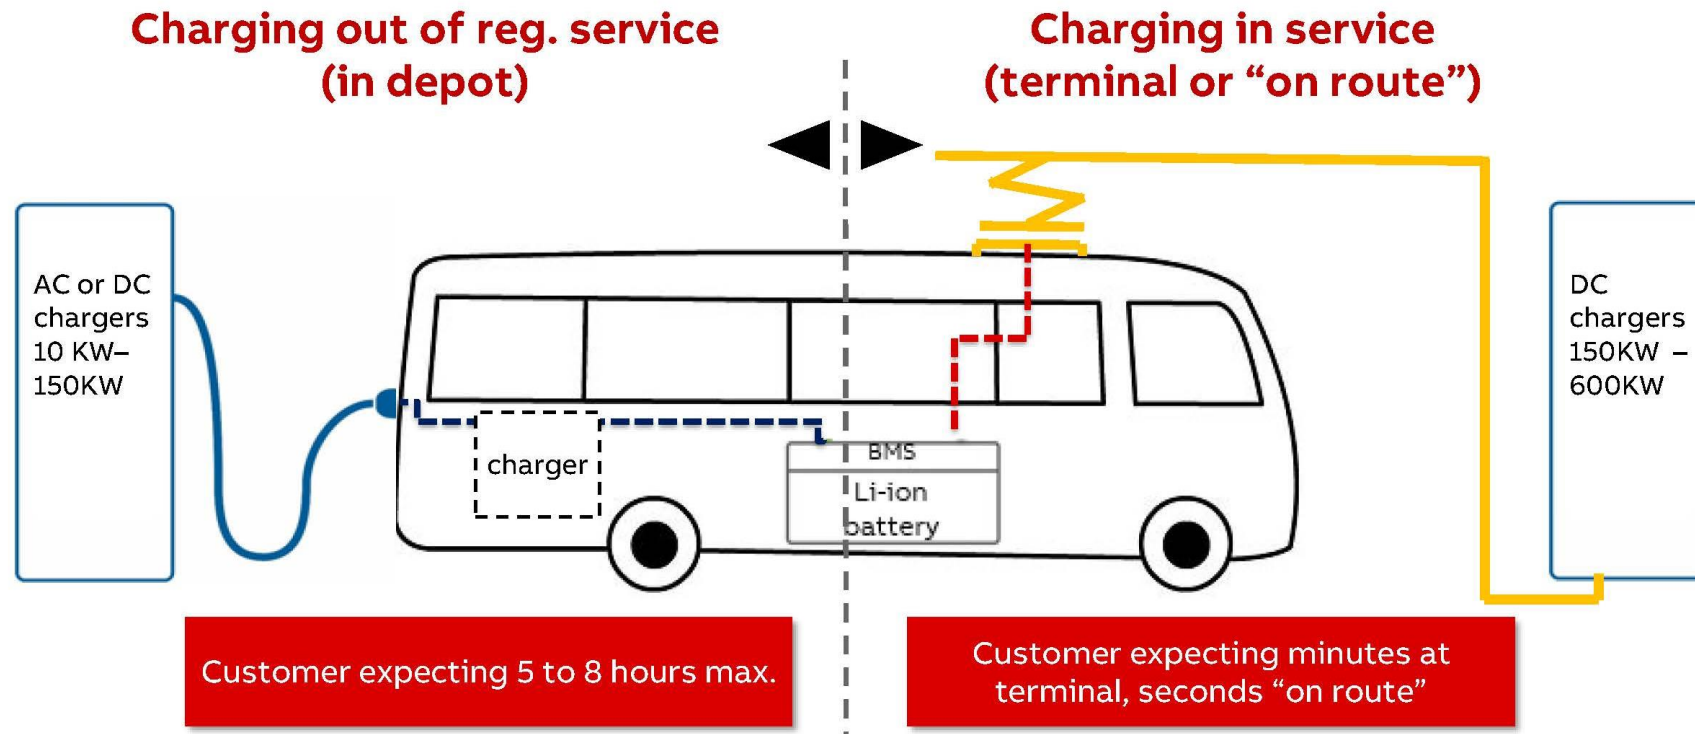 Charging out of reg. service
(in depot)
Charging in service
(terminal or “on route”)
AC or DC
chargers
10 KW–
150KW
charger
BMS
Li-ion
battery
DC
chargers
150KW –
600KW
Customer expecting 5 to 8 hours max.
Customer expecting minutes at
terminal, seconds “on route”